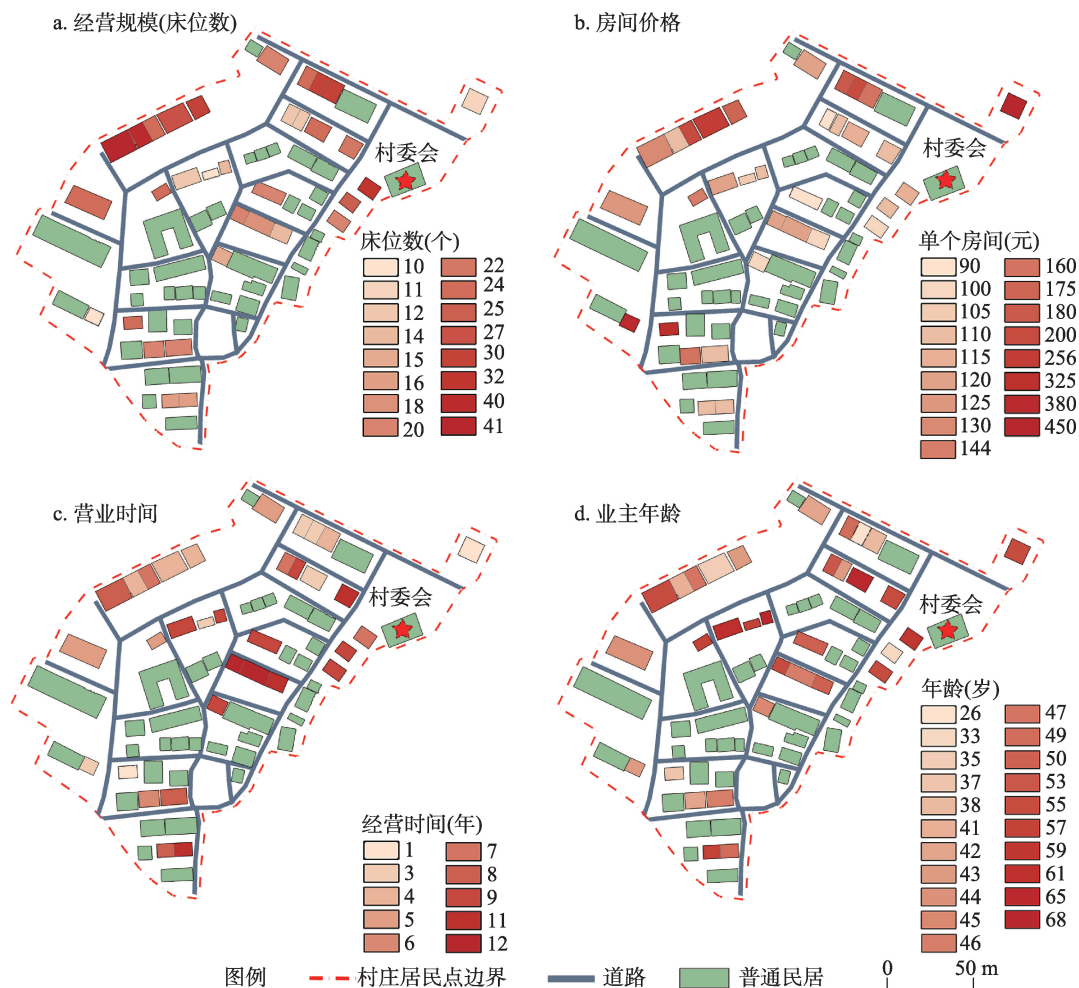 a. 经营规模(床位数)
村委会
床位数(个)
10 22
11 24
12 25
14 27
15 30
16 32
18 40
20 41
b. 房间价格
村委会
单个房间(元)
90 160
100 175
105 180
110 200
115 256
120 325
125 380
130 450
144
c. 营业时间
村委会
经营时间(年)
1 7
3 8
4 9
5 11
6 12
d. 业主年龄
村委会
年龄(岁)
26 47
33 49
35 50
37 53
38 55
41 57
42 59
43 61
44 65
45 68
46
图例 村庄居民点边界 道路 普通民居 0 50 m